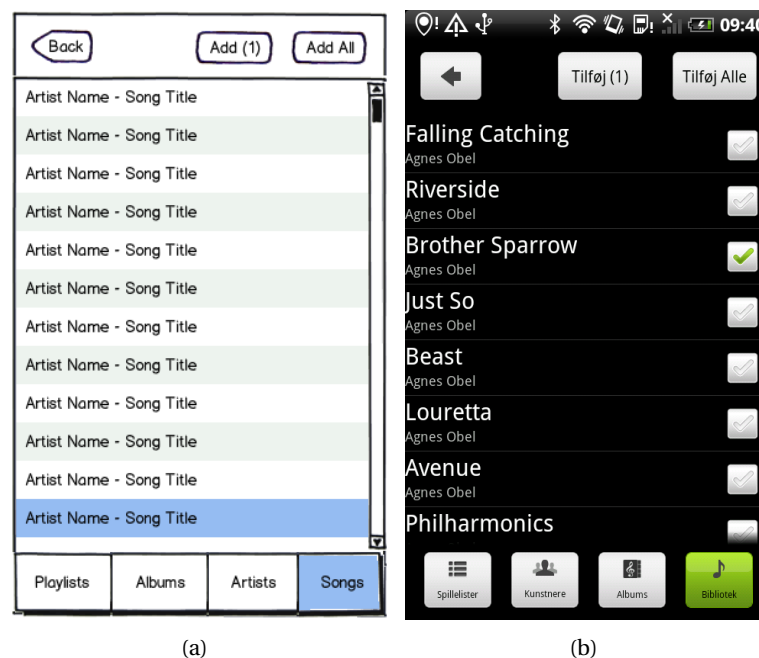 Back
Add (1)
Add All
Artist Name - Song Title
Artist Name - Song Title
Artist Name - Song Title
Artist Name - Song Title
Artist Name - Song Title
Artist Name - Song Title
Artist Name - Song Title
Artist Name - Song Title
Artist Name - Song Title
Artist Name - Song Title
Artist Name - Song Title
Artist Name - Song Title
Playlists
Albums
Artists
Songs
(a)
09:40
Tilføj (1)
Tilføj Alle
Falling Catching
Agnes Obel
Riverside
Agnes Obel
Brother Sparrow
Agnes Obel
Just So
Agnes Obel
Beast
Agnes Obel
Louretta
Agnes Obel
Avenue
Agnes Obel
Philharmonics
Spillelister
Kunstnere
Albums
Bibliotek
(b)